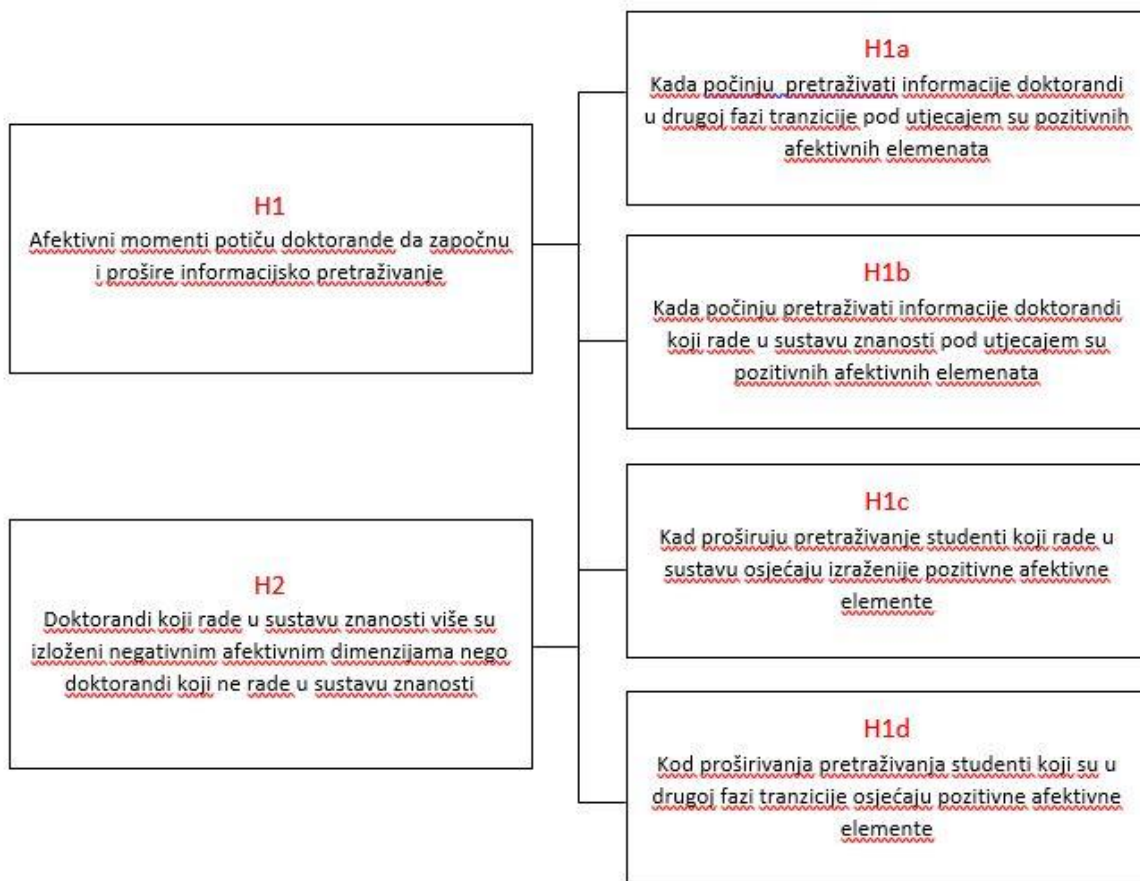 H1
Afektivni momenti potiču doktorande da započnu
i prošire informacijsko pretraživanje
H2
Doktorandi koji rade u sustavu znanosti više su
izloženi negativnim afektivnim dimenzijama nego
doktorandi koji ne rade u sustavu znanosti
H1a
Kada počinju pretraživati informacije doktorandi
u drugoj fazi tranzicije pod utjecajem su pozitivnih
afektivnih elemenata
H1b
Kada počinju pretraživati informacije doktorandi
koji rade u sustavu znanosti pod utjecajem su
pozitivnih afektivnih elemenata
H1c
Kad proširuju pretraživanje studenti koji rade u
sustavu osjećaju izraženije pozitivne afektivne
elemente
H1d
Kod proširivanja pretraživanja studenti koji su u
drugoj fazi tranzicije osjećaju pozitivne afektivne
elemente